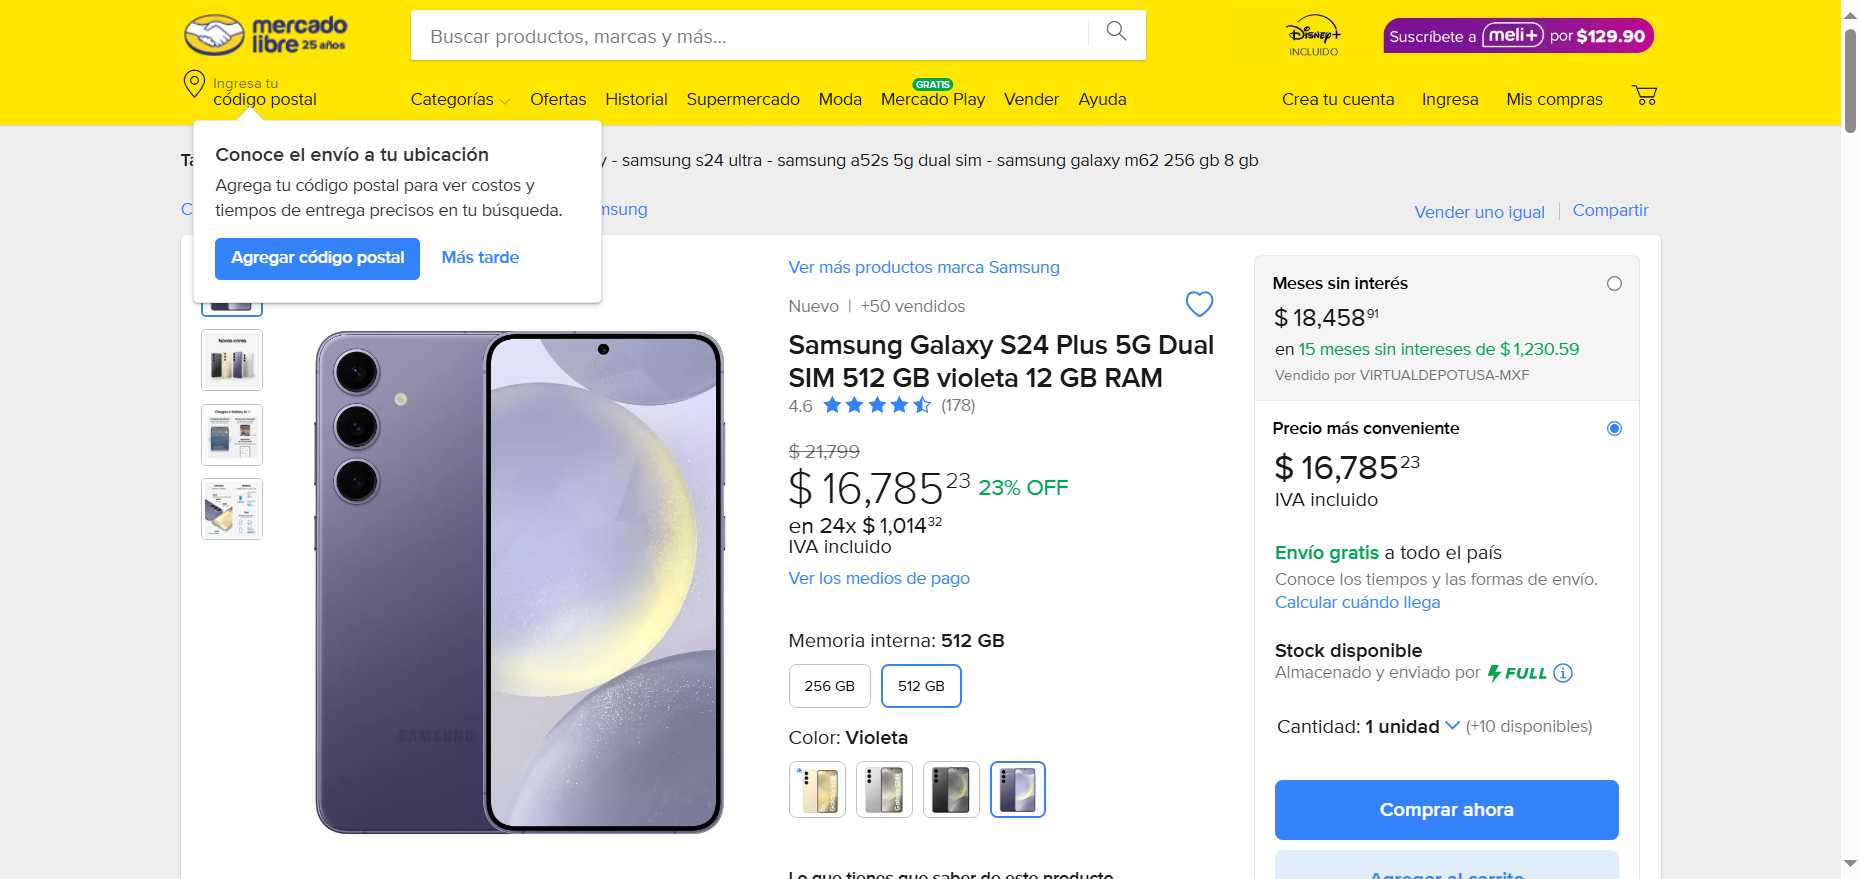 mercado
libre 25 años
Buscar productos, marcas y más...
Disney+
INCLUIDO
Suscríbete a meli+ por $129.90
Ingresa tu
código postal
Categorías
Ofertas
Historial
Supermercado
Moda
GRATIS
Mercado Play
Vender
Ayuda
Crea tu cuenta
Ingresa
Mis compras
Conoce el envío a tu ubicación
Agrega tu código postal para ver costos y
tiempos de entrega precisos en tu búsqueda.
Agregar código postal
Más tarde
- samsung s24 ultra - samsung a52s 5g dual sim - samsung galaxy m62 256 gb 8 gb
Vender uno igual
Compartir
Ver más productos marca Samsung
Nuevo | +50 vendidos
Samsung Galaxy S24 Plus 5G Dual
SIM 512 GB violeta 12 GB RAM
4.6 (178)
$ 21,799
$ 16,785 23 23% OFF
en 24x $ 1,014 32
IVA incluido
Ver los medios de pago
Memoria interna: 512 GB
256 GB
512 GB
Color: Violeta
SAMSUNG
Lo que tienes que saber de este producto
Meses sin interés
$ 18,458 91
en 15 meses sin intereses de $ 1,230.59
Vendido por VIRTUALDEPOTUSA-MXF
Precio más conveniente
$ 16,785 23
IVA incluido
Envío gratis a todo el país
Conoce los tiempos y las formas de envío.
Calcular cuándo llega
Stock disponible
Almacenado y enviado por FULL
Cantidad: 1 unidad (+10 disponibles)
Comprar ahora
Agregar al carrito